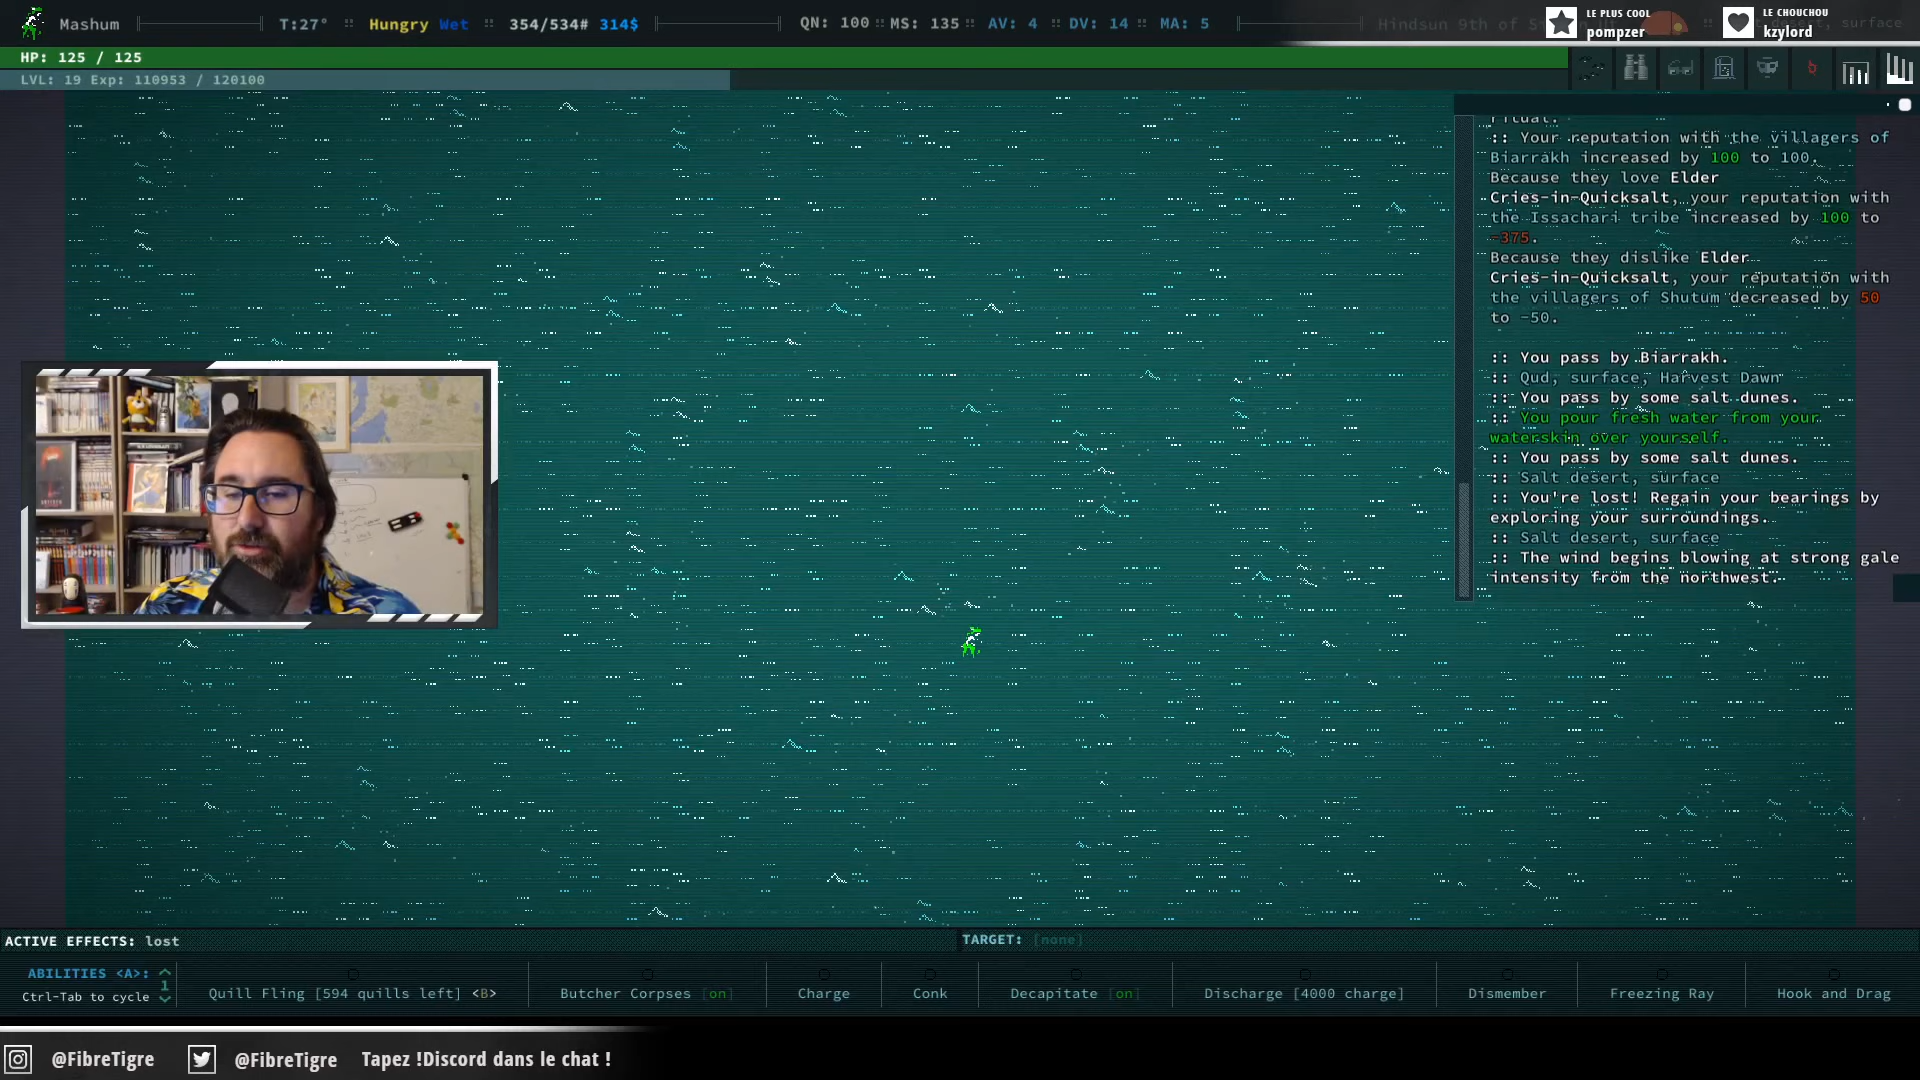 Mashum T:27° Hungry Wet 354/534# 314$ QN: 100 MS: 135 AV: 4 DV: 14 MA: 5 Hindsun 9th of desert, surface
LE PLUS COOL
pompzer
LE CHOUCHOU
kzylord
HP: 125 / 125
LVL: 19 Exp: 110953 / 120100
ritual.
:: Your reputation with the villagers of
Biarrakh increased by 100 to 100.
Because they love Elder
Cries-in-Quicksalt, your reputation with
the Issachari tribe increased by 100 to
-375.
Because they dislike Elder
Cries-in-Quicksalt, your reputation with
the villagers of Shutum decreased by 50
to -50.
:: You pass by Biarrakh.
:: Qud, surface, Harvest Dawn
:: You pass by some salt dunes.
:: You pour fresh water from your
waterskin over yourself.
:: You pass by some salt dunes.
:: Salt desert, surface
:: You're lost! Regain your bearings by
exploring your surroundings.
:: Salt desert, surface
:: The wind begins blowing at strong gale
intensity from the northwest.
ACTIVE EFFECTS: lost
TARGET: [none]
ABILITIES <A>:
1
Ctrl-Tab to cycle
Quill Fling [594 quills left] <B>
Butcher Corpses [on]
Charge
Conk
Decapitate [on]
Discharge [4000 charge]
Dismember
Freezing Ray
Hook and Drag
@FibreTigre @FibreTigre Tapez !Discord dans le chat !